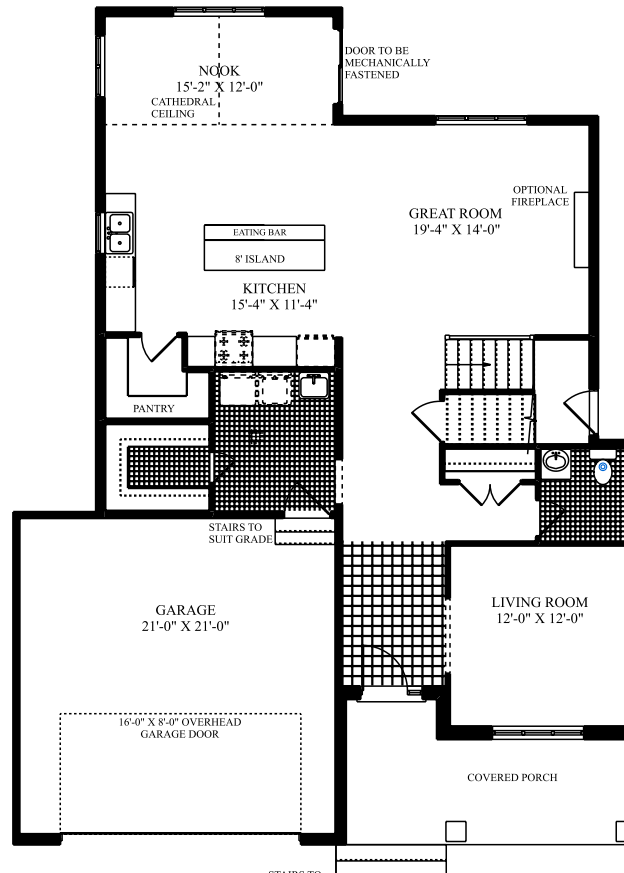 NOOK
15'-2" X 12'-0"
CATHEDRAL
CEILING
DOOR TO BE
MECHANICALLY
FASTENED
OPTIONAL
FIREPLACE
GREAT ROOM
19'-4" X 14'-0"
EATING BAR
8' ISLAND
KITCHEN
15'-4" X 11'-4"
PANTRY
STAIRS TO
SUIT GRADE
GARAGE
21'-0" X 21'-0"
LIVING ROOM
12'-0" X 12'-0"
16'-0" X 8'-0" OVERHEAD
GARAGE DOOR
COVERED PORCH
STAIRS TO